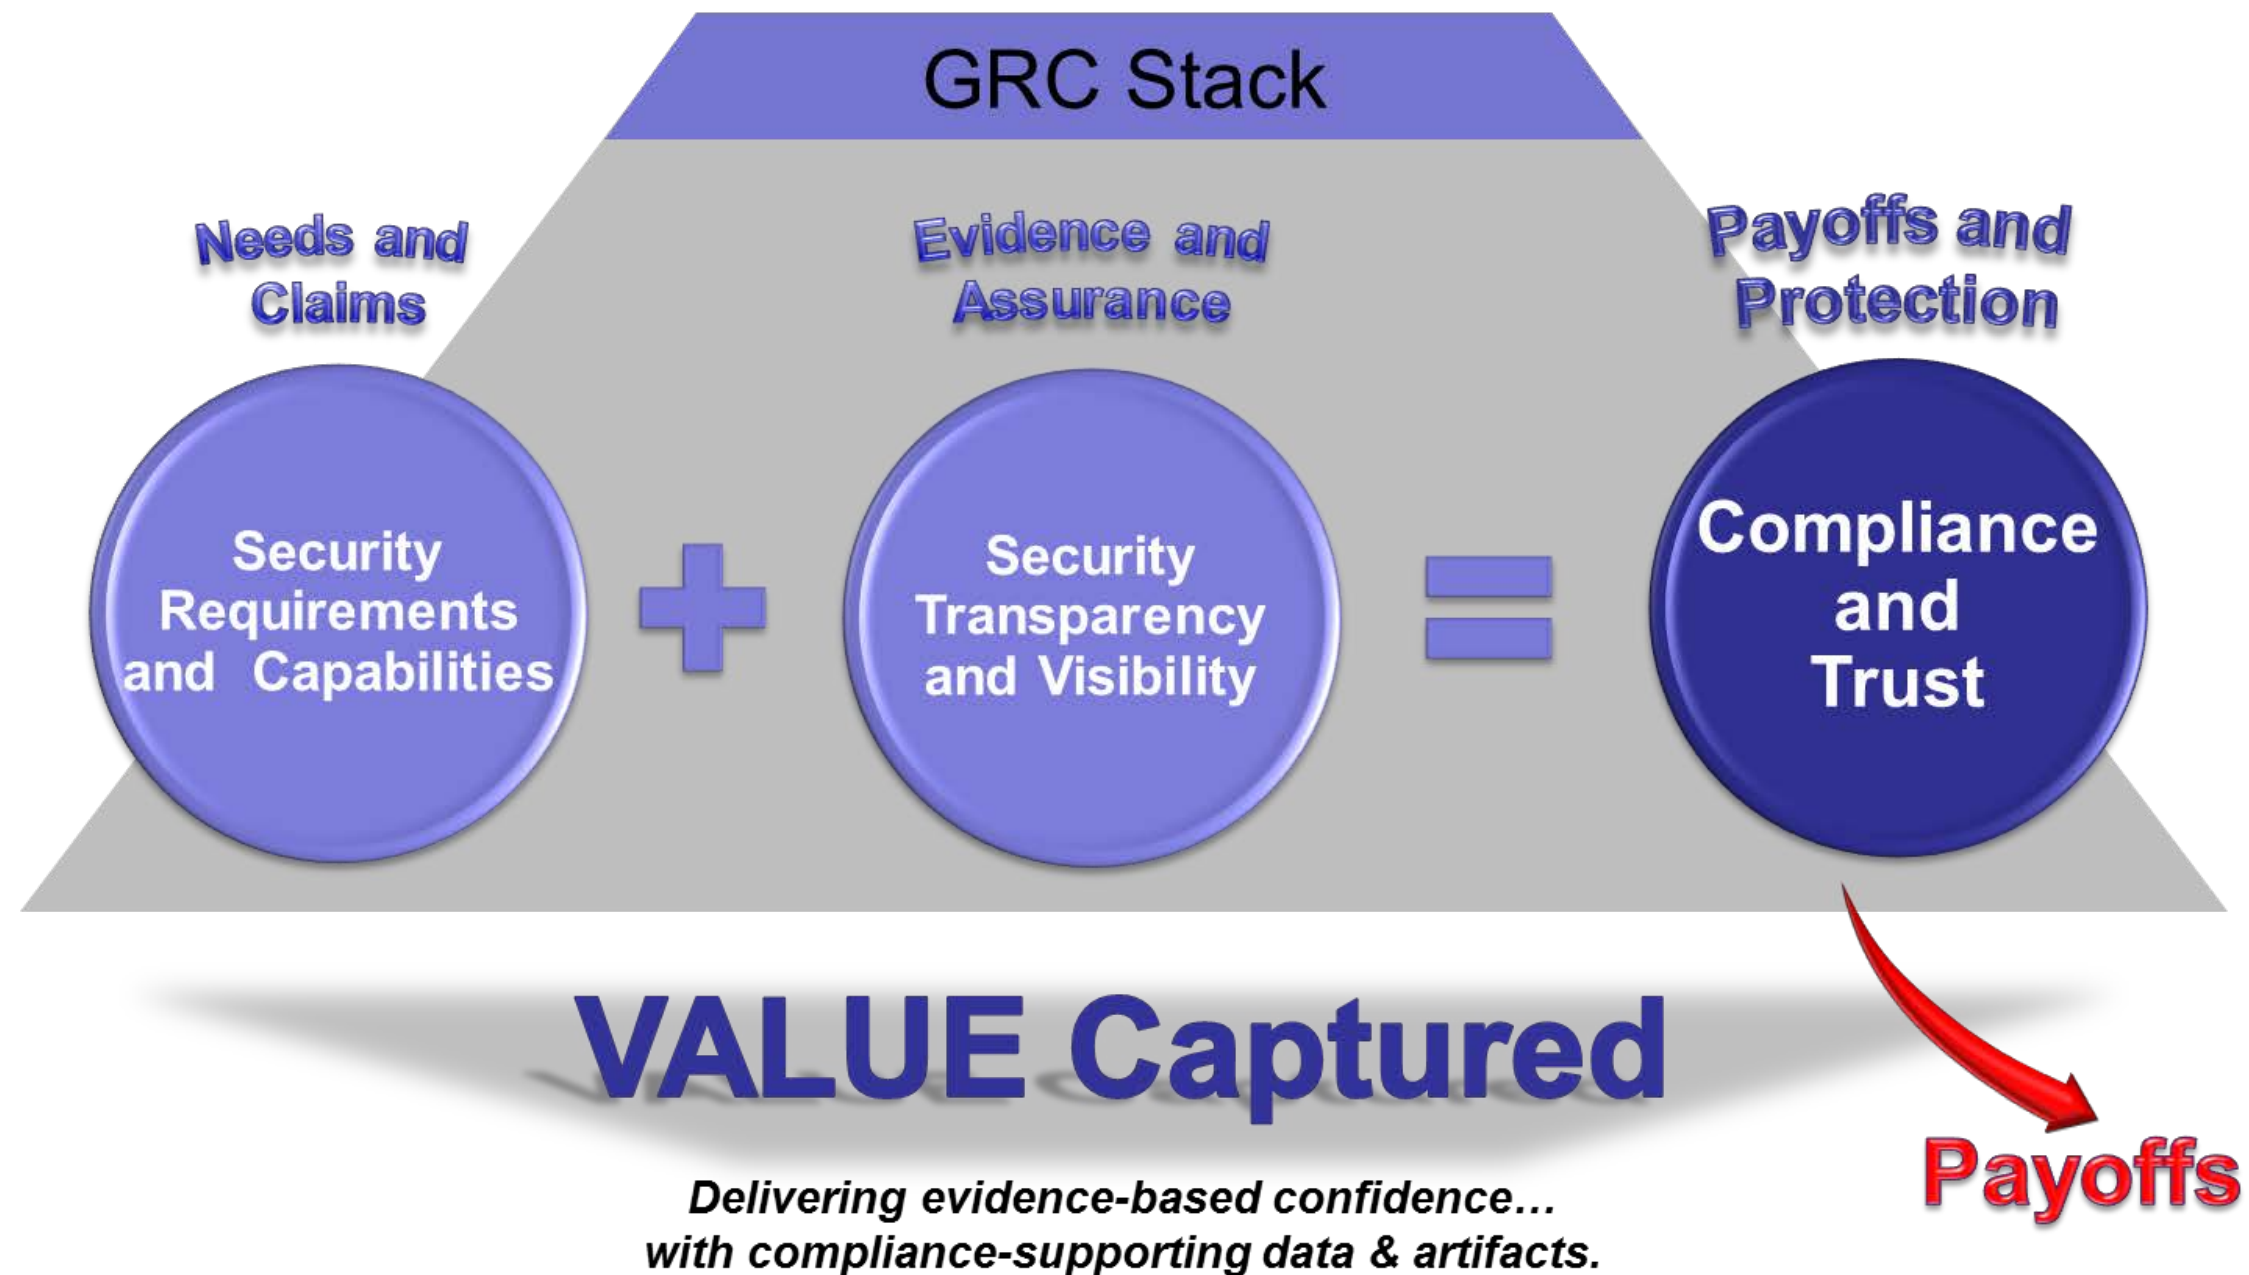 GRC Stack
Needs and
Claims
Evidence and
Assurance
Payoffs and
Protection
Security
Requirements
and Capabilities
Security
Transparency
and Visibility
Compliance
and
Trust
VALUE Captured
Payoffs
Delivering evidence-based confidence…
with compliance-supporting data & artifacts.